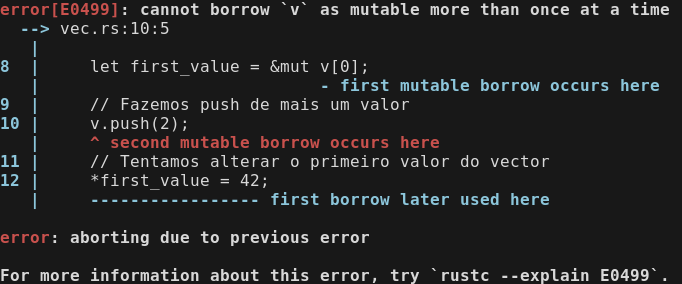 error[E0499]: cannot borrow `v` as mutable more than once at a time
  --> vec.rs:10:5
   |
8  |     let first_value = &mut v[0];
   |                            - first mutable borrow occurs here
9  |     // Fazemos push de mais um valor
10 |     v.push(2);
   |     ^ second mutable borrow occurs here
11 |     // Tentamos alterar o primeiro valor do vector
12 |     *first_value = 42;
   |     ----------------- first borrow later used here

error: aborting due to previous error

For more information about this error, try `rustc --explain E0499`.